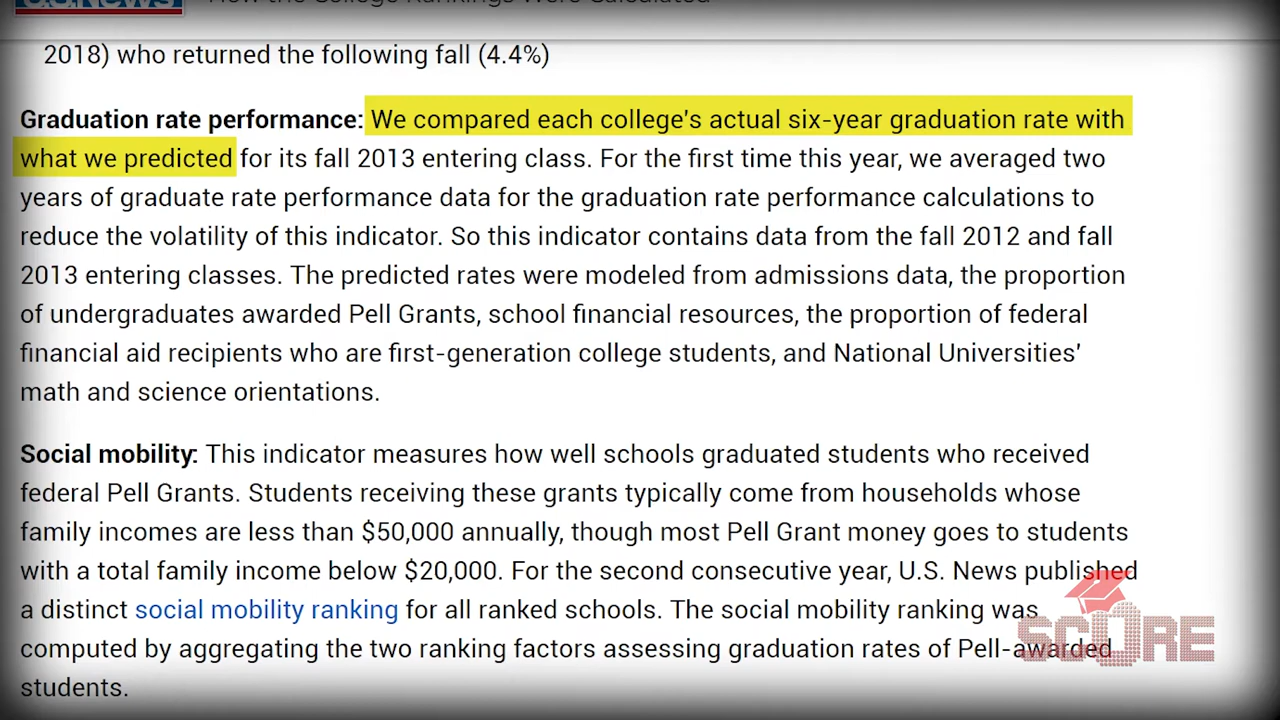 U.S.News How the College Rankings Were Calculated
2018) who returned the following fall (4.4%)
Graduation rate performance: We compared each college's actual six-year graduation rate with
what we predicted for its fall 2013 entering class. For the first time this year, we averaged two
years of graduate rate performance data for the graduation rate performance calculations to
reduce the volatility of this indicator. So this indicator contains data from the fall 2012 and fall
2013 entering classes. The predicted rates were modeled from admissions data, the proportion
of undergraduates awarded Pell Grants, school financial resources, the proportion of federal
financial aid recipients who are first-generation college students, and National Universities'
math and science orientations.
Social mobility: This indicator measures how well schools graduated students who received
federal Pell Grants. Students receiving these grants typically come from households whose
family incomes are less than $50,000 annually, though most Pell Grant money goes to students
with a total family income below $20,000. For the second consecutive year, U.S. News published
a distinct social mobility ranking for all ranked schools. The social mobility ranking was
computed by aggregating the two ranking factors assessing graduation rates of Pell-awarded
students.
SCORE